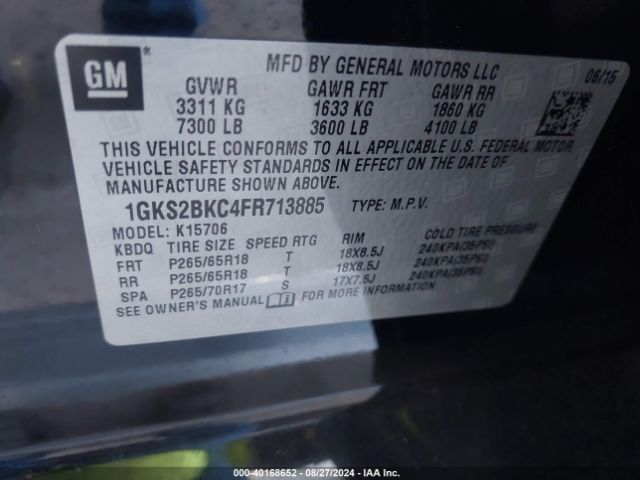 GM
MFD BY GENERAL MOTORS LLC 06/15
GVWR GAWR FRT GAWR RR
3311 KG 1633 KG 1860 KG
7300 LB 3600 LB 4100 LB
THIS VEHICLE CONFORMS TO ALL APPLICABLE U.S. FEDERAL MOTOR
VEHICLE SAFETY STANDARDS IN EFFECT ON THE DATE OF
MANUFACTURE SHOWN ABOVE.
1GKS2BKC4FR713885 TYPE: M.P.V.
MODEL: K15706
KBDQ TIRE SIZE SPEED RTG RIM COLD TIRE PRESSURE
FRT P265/65R18 T 18X8.5J 240KPA(35PSI)
RR P265/65R18 T 18X8.5J 240KPA(35PSI)
SPA P265/70R17 S 17X7.5J 240KPA(35PSI)
SEE OWNER'S MANUAL FOR MORE INFORMATION
000-40168652 - 08/27/2024 - IAA Inc.